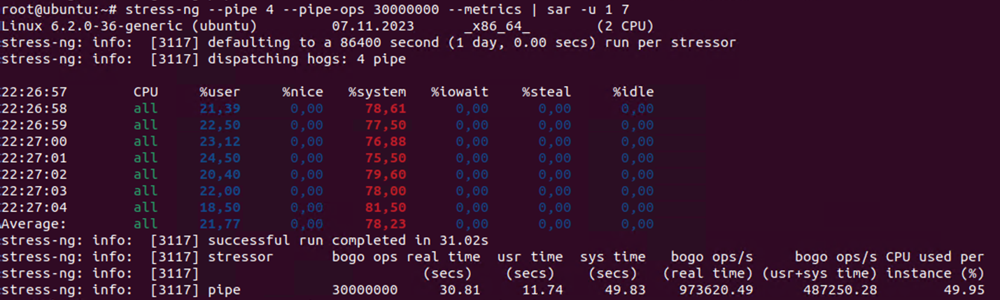 root@ubuntu:~# stress-ng --pipe 4 --pipe-ops 30000000 --metrics | sar -u 1 7
Linux 6.2.0-36-generic (ubuntu) 07.11.2023 _x86_64_ (2 CPU)
stress-ng: info: [3117] defaulting to a 86400 second (1 day, 0.00 secs) run per stressor
stress-ng: info: [3117] dispatching hogs: 4 pipe
22:26:57 CPU %user %nice %system %iowait %steal %idle
22:26:58 all 21,39 0,00 78,61 0,00 0,00 0,00
22:26:59 all 22,50 0,00 77,50 0,00 0,00 0,00
22:27:00 all 23,12 0,00 76,88 0,00 0,00 0,00
22:27:01 all 24,50 0,00 75,50 0,00 0,00 0,00
22:27:02 all 20,40 0,00 79,60 0,00 0,00 0,00
22:27:03 all 22,00 0,00 78,00 0,00 0,00 0,00
22:27:04 all 18,50 0,00 81,50 0,00 0,00 0,00
Average: all 21,77 0,00 78,23 0,00 0,00 0,00
stress-ng: info: [3117] successful run completed in 31.02s
stress-ng: info: [3117] stressor bogo ops real time usr time sys time bogo ops/s bogo ops/s CPU used per
stress-ng: info: [3117] (secs) (secs) (secs) (real time) (usr+sys time) instance (%)
stress-ng: info: [3117] pipe 30000000 30.81 11.74 49.83 973620.49 487250.28 49.95